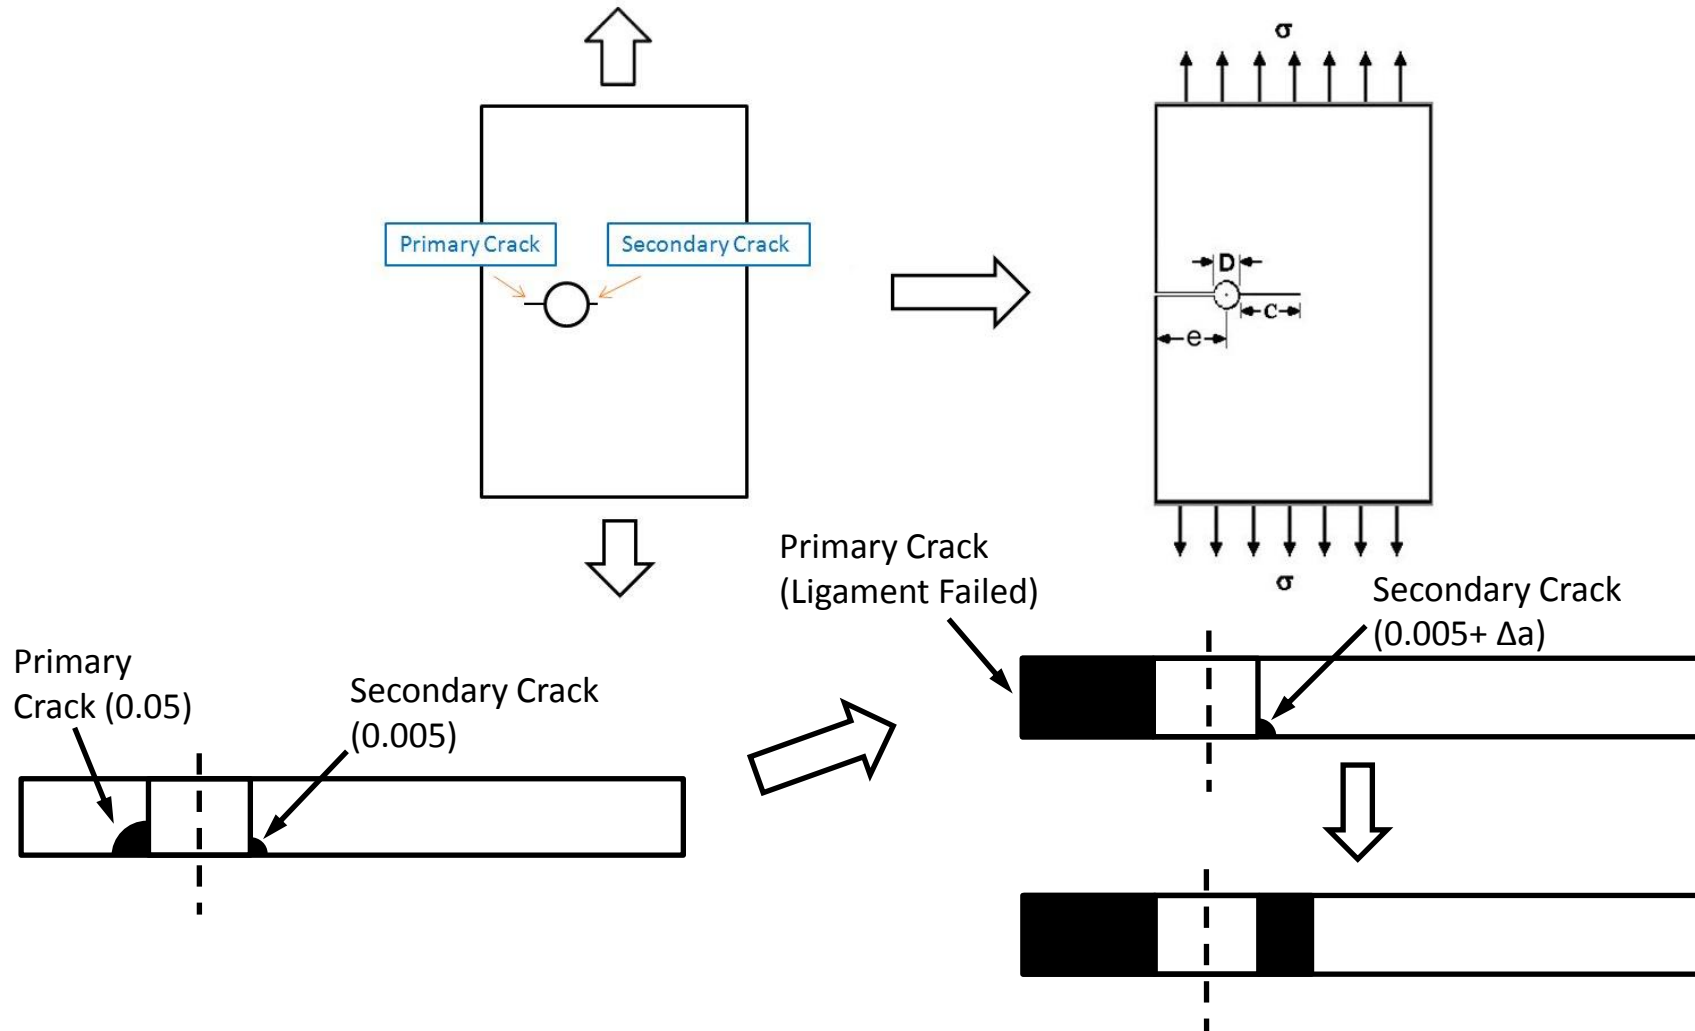 σ
Primary Crack
Secondary Crack
D
c
e
σ
Primary Crack
(Ligament Failed)
Secondary Crack
(0.005+ Δa)
Primary
Crack (0.05)
Secondary Crack
(0.005)